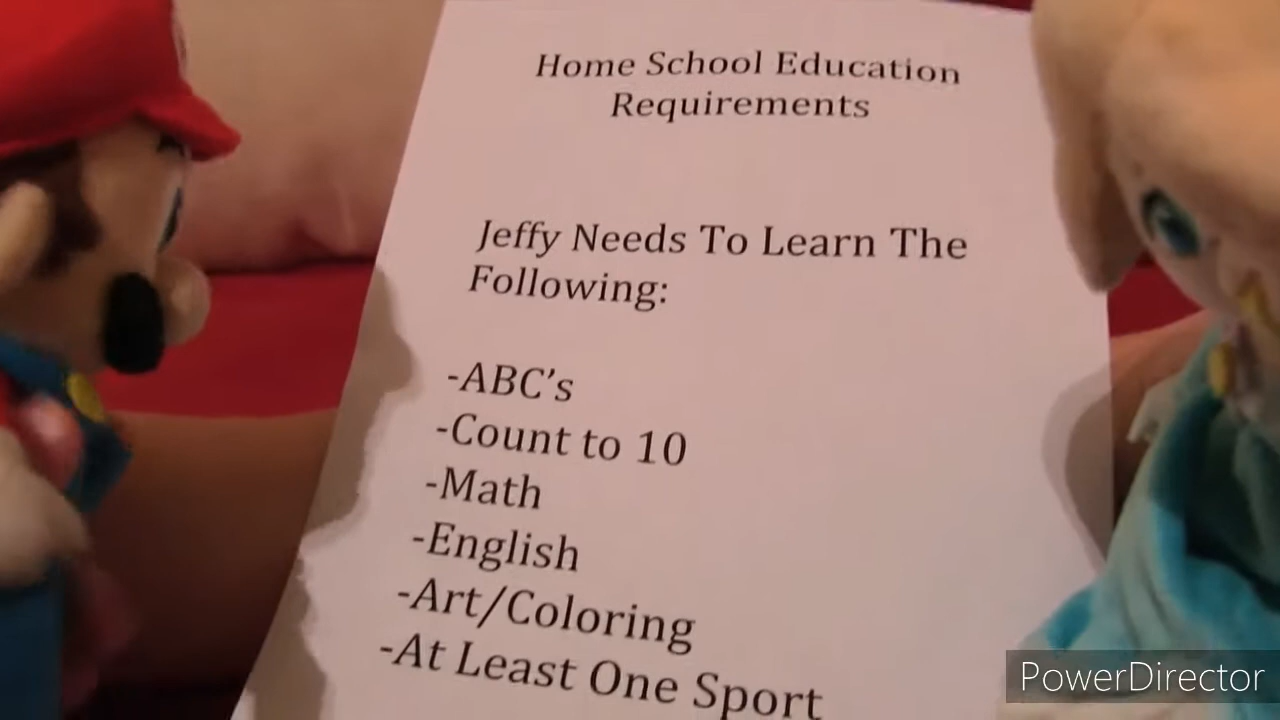 Home School Education
Requirements
Jeffy Needs To Learn The
Following:
-ABC's
-Count to 10
-Math
-English
-Art/Coloring
-At Least One Sport
PowerDirector